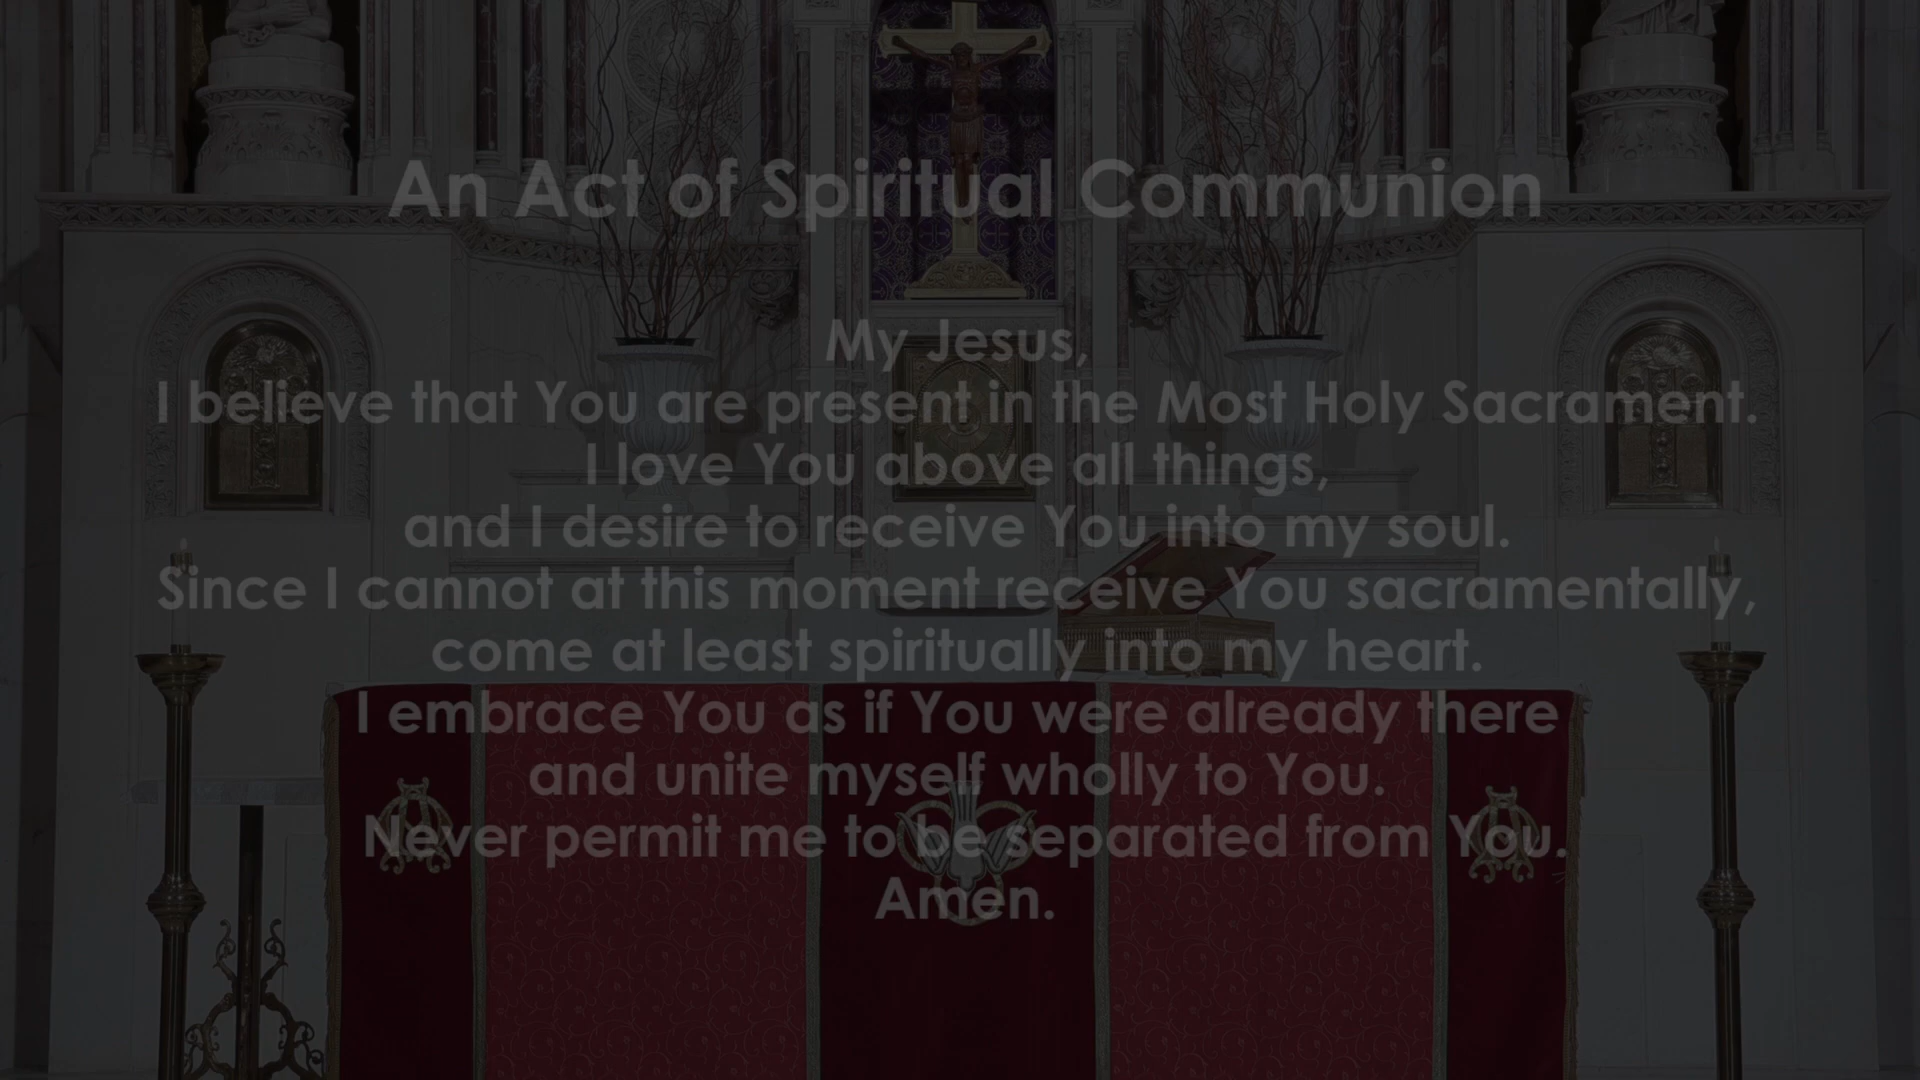 An Act of Spiritual Communion
My Jesus,
I believe that You are present in the Most Holy Sacrament.
I love You above all things,
and I desire to receive You into my soul.
Since I cannot at this moment receive You sacramentally,
come at least spiritually into my heart.
I embrace You as if You were already there
and unite myself wholly to You.
Never permit me to be separated from You.
Amen.